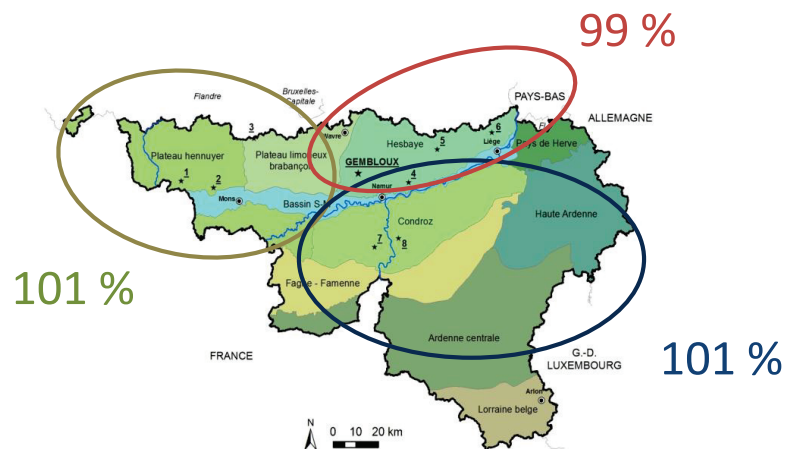 99 %
Flandre
Bruxelles-
Capitale
PAYS-BAS
ALLEMAGNE
3
Wavre
5
6
Hesbaye
Liège
Pays de Herve
Plateau hennuyer
Plateau limoneux
brabançon
GEMBLOUX
1
2
4
Namur
Mons
Bassin S-M
Haute Ardenne
Condroz
7
8
101 %
Fagne - Famenne
Ardenne centrale
FRANCE
G.-D.
LUXEMBOURG
101 %
Arlon
Lorraine belge
N
0 10 20 km